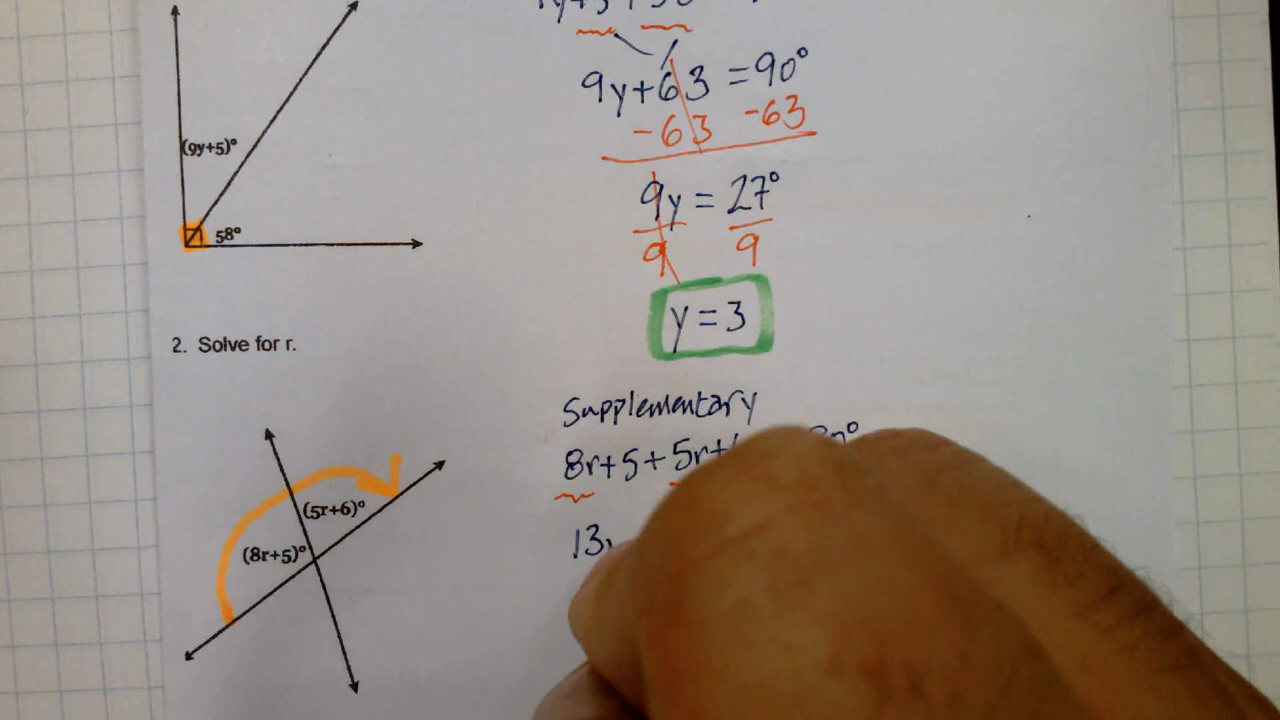 9y+63 = 90°
-63 -63
(9y+5)°
9y = 27°
9 9
58°
y = 3
2. Solve for r.
Supplementary
8r+5+5r+
(5r+6)°
(8r+5)°
13